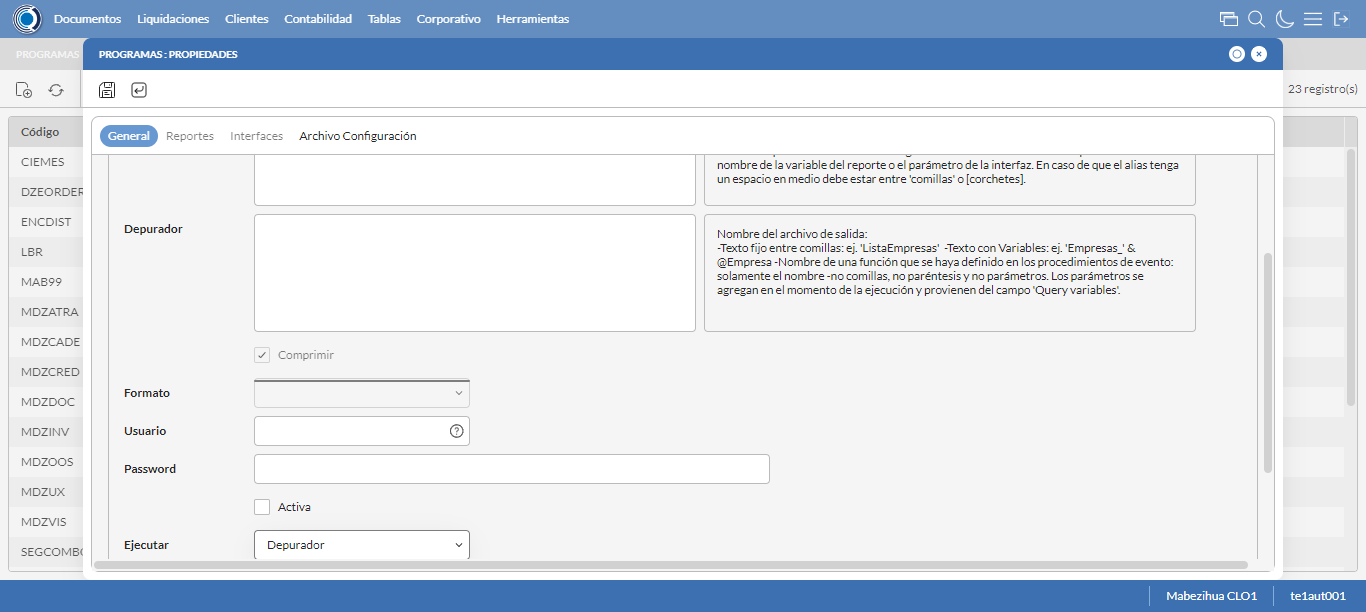 Documentos Liquidaciones Clientes Contabilidad Tablas Corporativo Herramientas
PROGRAMAS
PROGRAMAS : PROPIEDADES
23 registro(s)
General Reportes Interfaces Archivo Configuración
Código
CIEMES
DZEORDER
ENCDIST
LBR
MAB99
MDZATRA
MDZCADE
MDZCRED
MDZDOC
MDZINV
MDZOOS
MDZUX
MDZVIS
SEGCOMBO
nombre de la variable del reporte o el parámetro de la interfaz. En caso de que el alias tenga
un espacio en medio debe estar entre 'comillas' o [corchetes].
Depurador
Nombre del archivo de salida:
-Texto fijo entre comillas: ej. 'ListaEmpresas' -Texto con Variables: ej. 'Empresas_' &
@Empresa -Nombre de una función que se haya definido en los procedimientos de evento:
solamente el nombre -no comillas, no paréntesis y no parámetros. Los parámetros se
agregan en el momento de la ejecución y provienen del campo 'Query variables'.
Comprimir
Formato
Usuario
Password
Activa
Ejecutar Depurador
Mabezihua CLO1 te1aut001